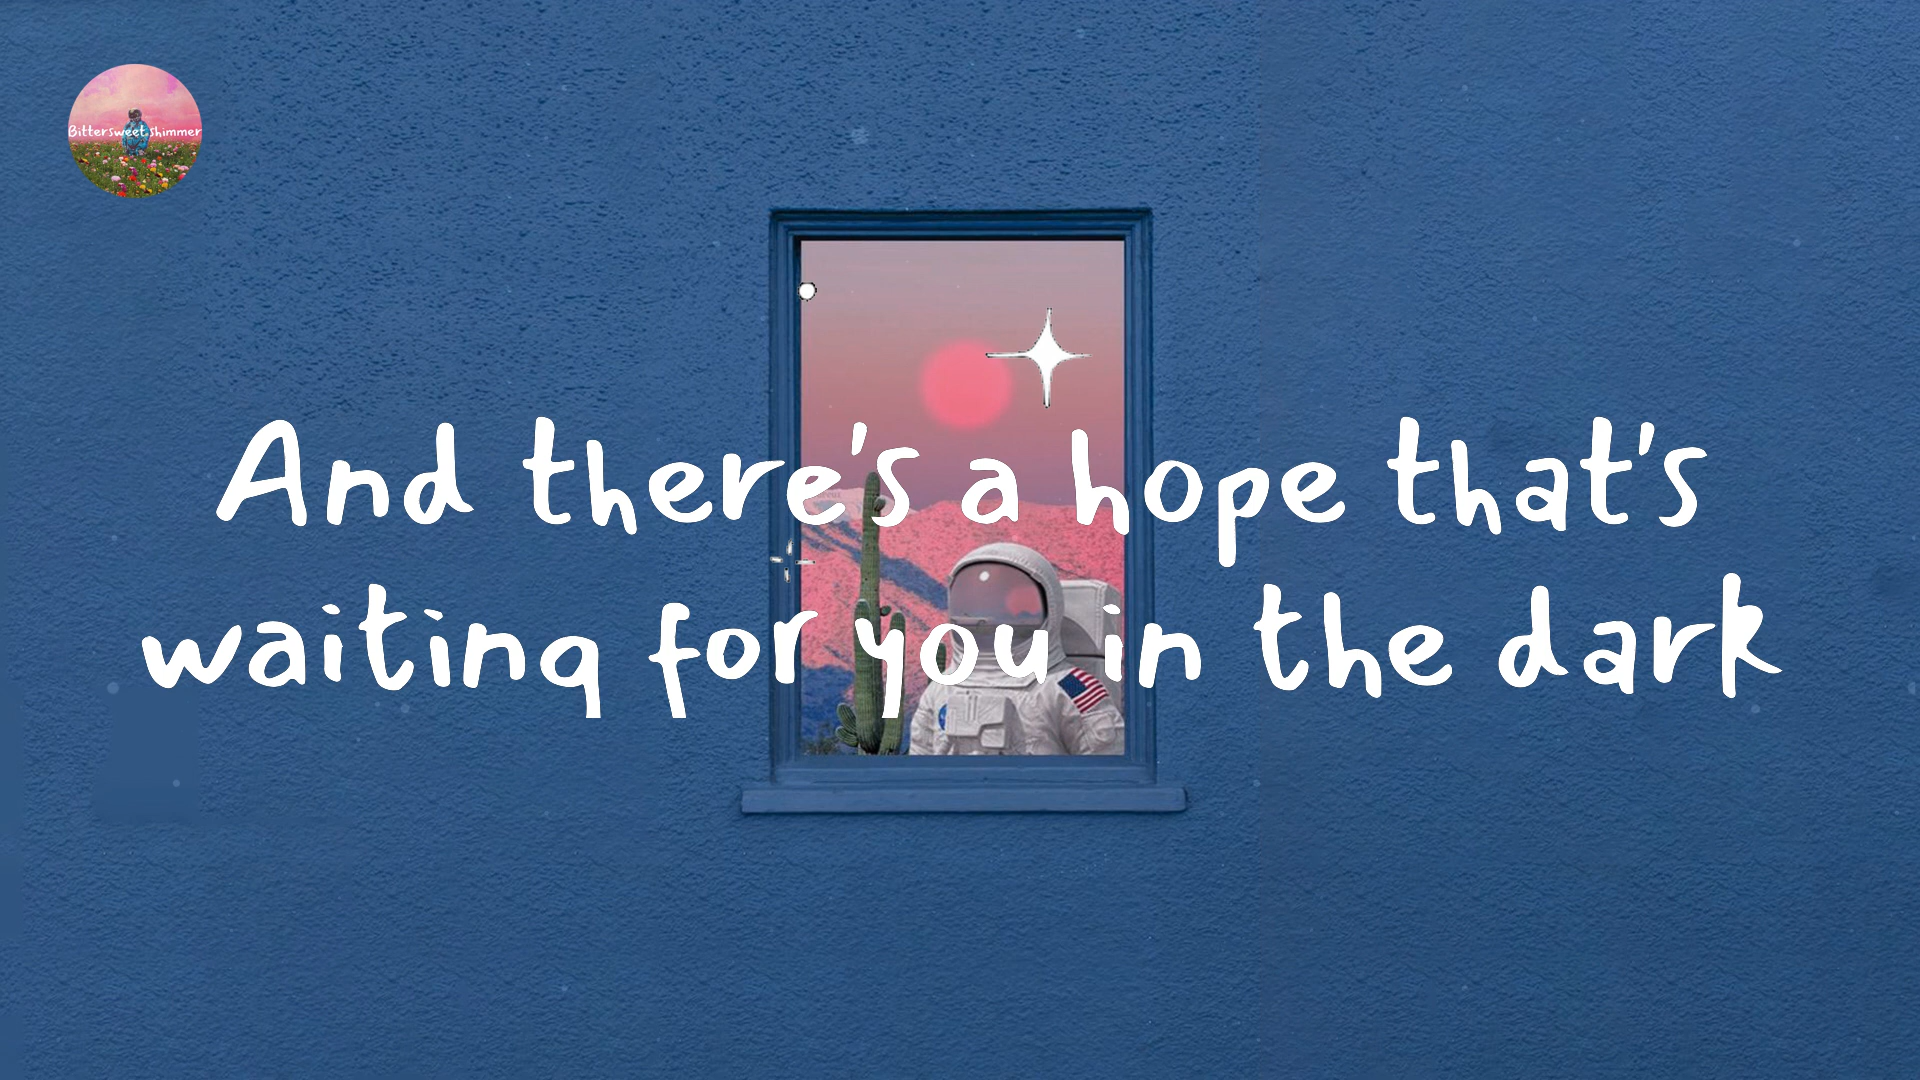 Bittersweet shimmer
And there's a hope that's
waiting for you in the dark